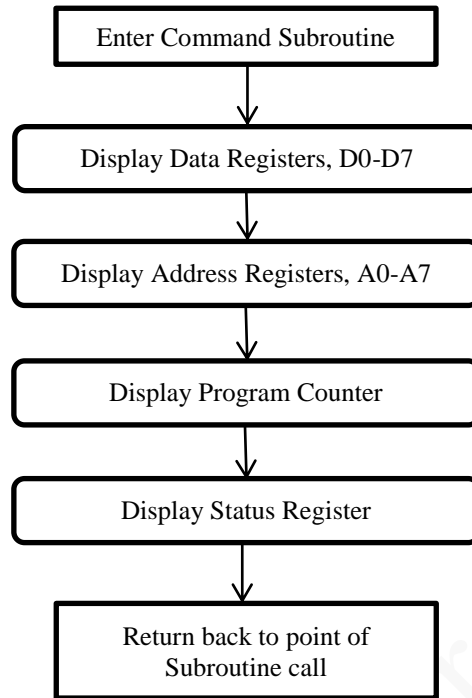 Enter Command Subroutine
Display Data Registers, D0-D7
Display Address Registers, A0-A7
Display Program Counter
Display Status Register
Return back to point of
Subroutine call